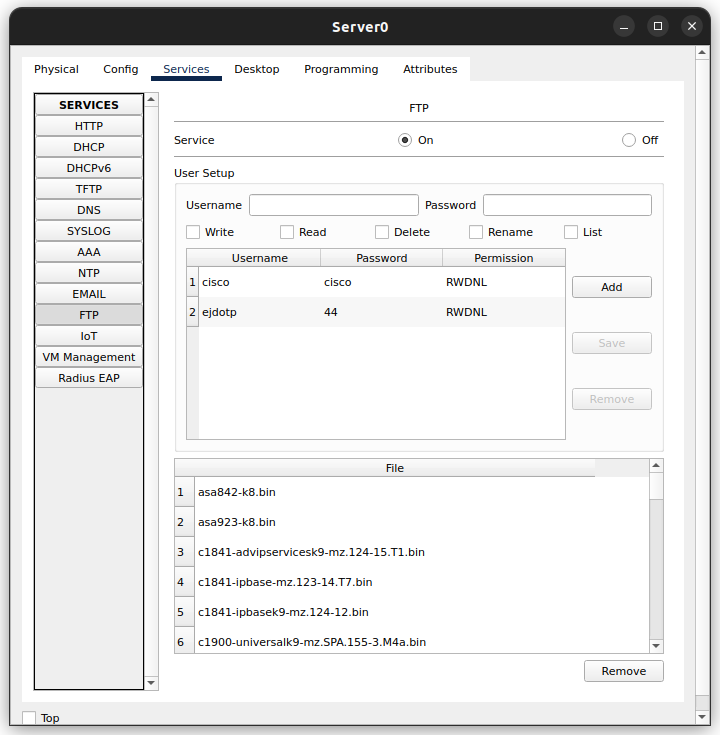 Server0
Physical Config Services Desktop Programming Attributes
SERVICES
HTTP
DHCP
DHCPv6
TFTP
DNS
SYSLOG
AAA
NTP
EMAIL
FTP
IoT
VM Management
Radius EAP
FTP
Service On Off
User Setup
Username Password
Write Read Delete Rename List
Username Password Permission
1 cisco cisco RWDNL
2 ejdotp 44 RWDNL
Add
Save
Remove
File
1 asa842-k8.bin
2 asa923-k8.bin
3 c1841-advipservicesk9-mz.124-15.T1.bin
4 c1841-ipbase-mz.123-14.T7.bin
5 c1841-ipbasek9-mz.124-12.bin
6 c1900-universalk9-mz.SPA.155-3.M4a.bin
Remove
Top